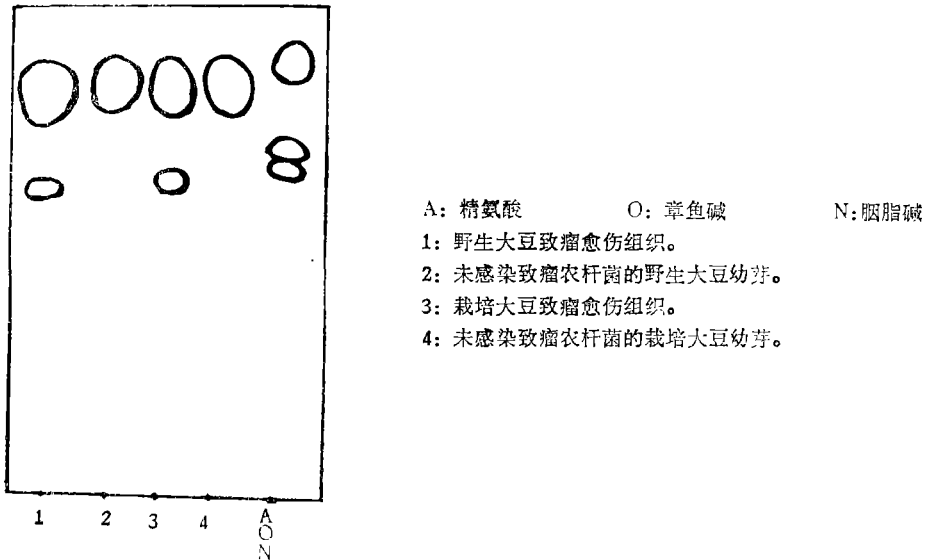 A: 精氨酸 O: 章鱼碱 N:胭脂碱
1: 野生大豆致瘤愈伤组织。
2: 未感染致瘤农杆菌的野生大豆幼芽。
3: 栽培大豆致瘤愈伤组织。
4: 未感染致瘤农杆菌的栽培大豆幼芽。
1 2 3 4 A
O
N